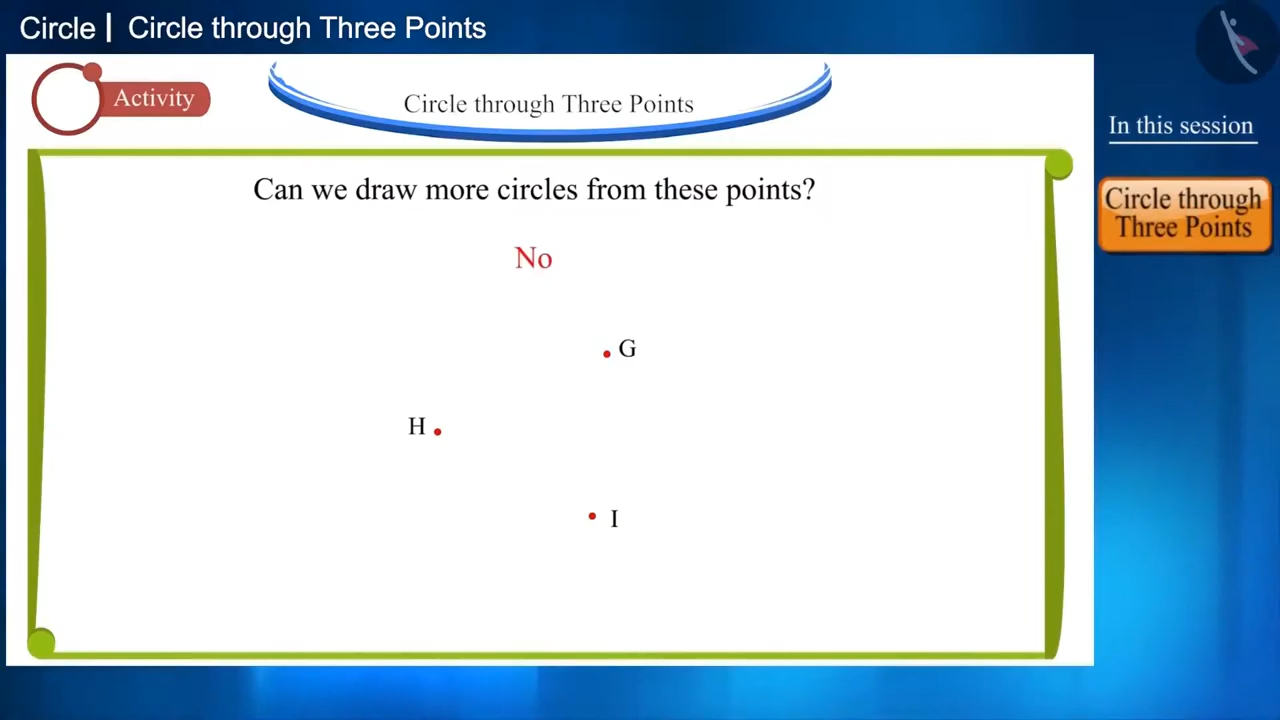 Circle | Circle through Three Points
Activity
Circle through Three Points
In this session
Circle through
Three Points
Can we draw more circles from these points?
No
G
H
I